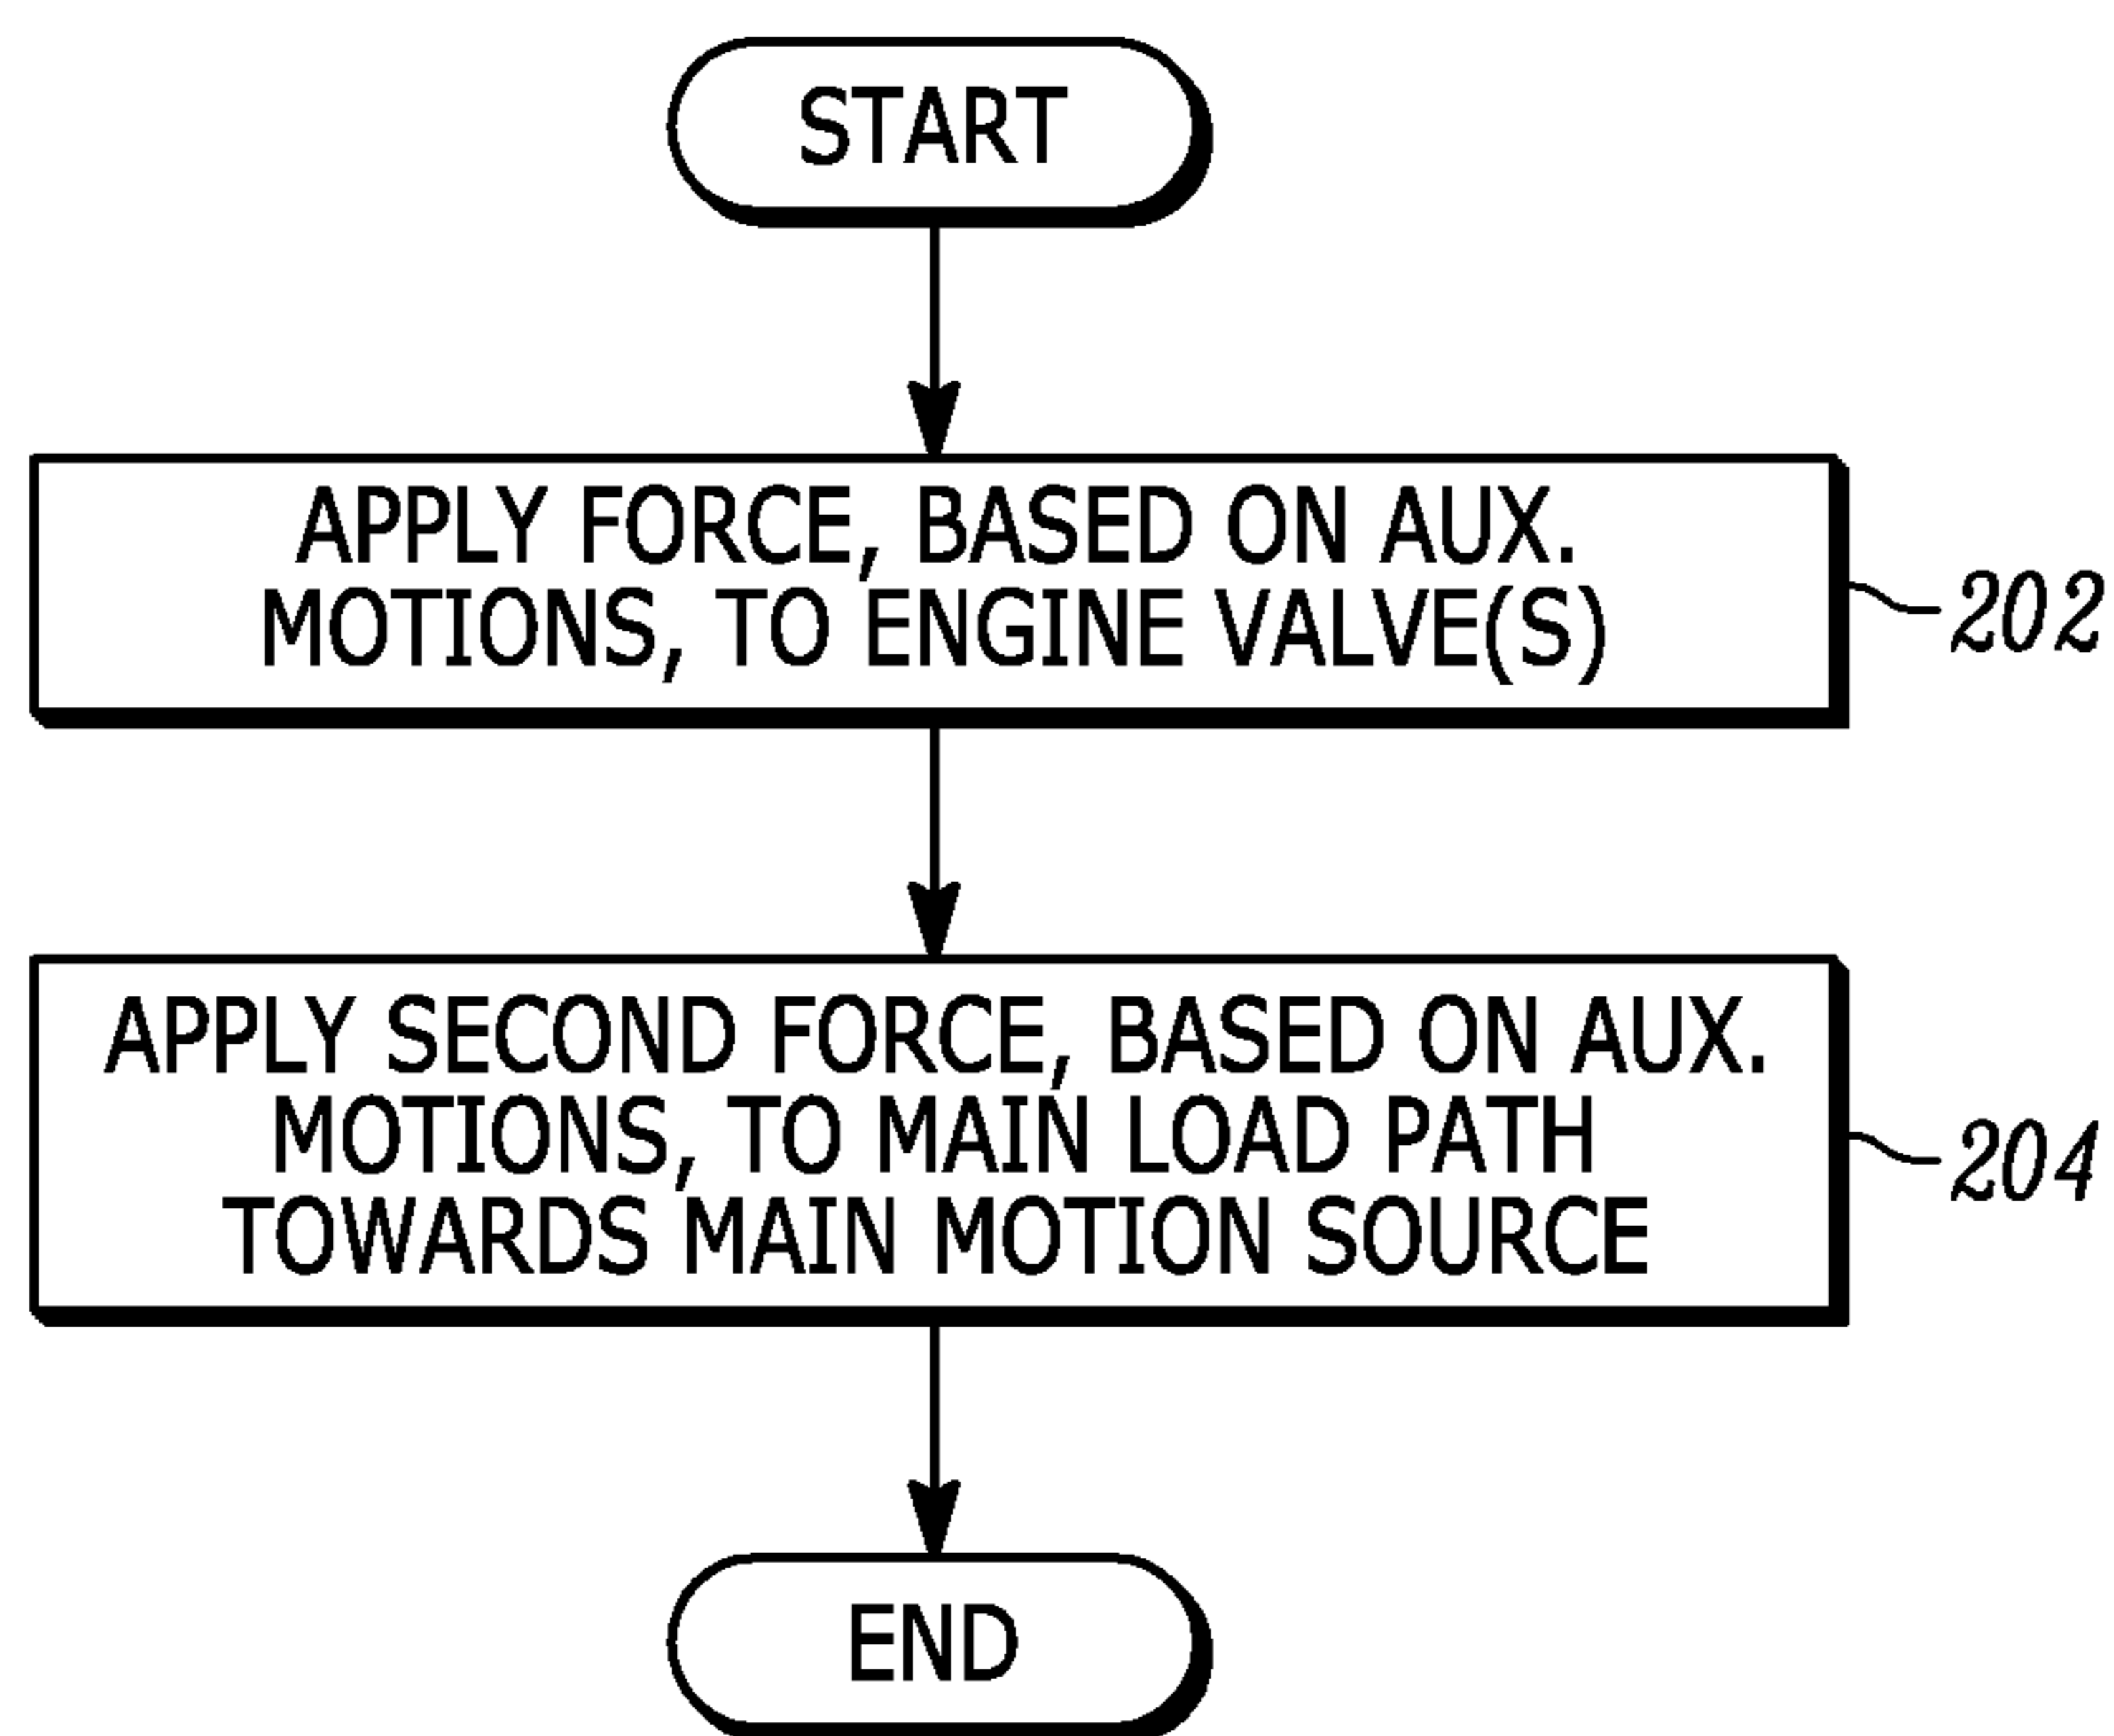 START
APPLY FORCE, BASED ON AUX.
MOTIONS, TO ENGINE VALVE(S)
202
APPLY SECOND FORCE, BASED ON AUX.
MOTIONS, TO MAIN LOAD PATH
TOWARDS MAIN MOTION SOURCE
204
END